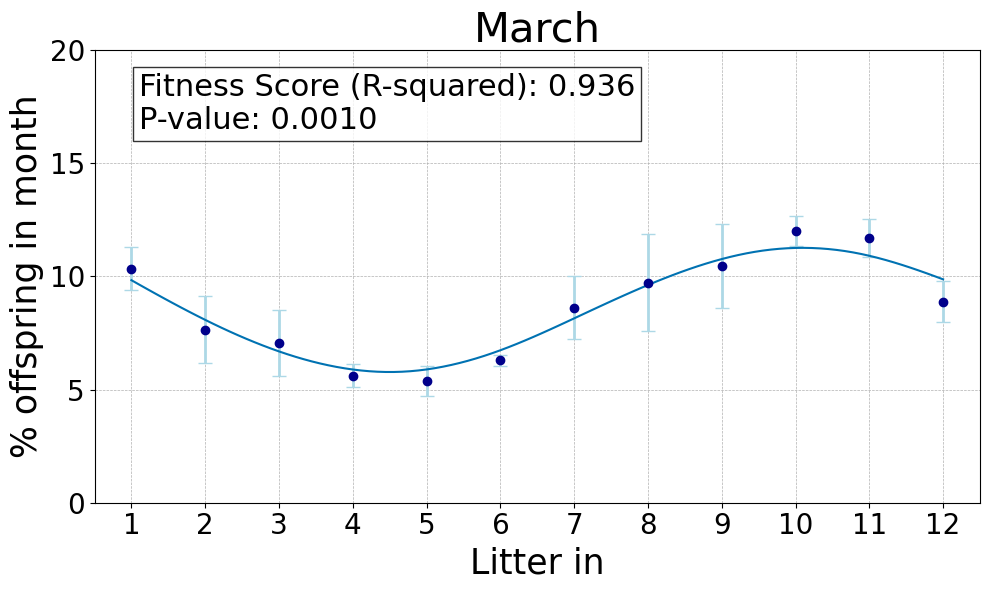 March
Fitness Score (R-squared): 0.936
P-value: 0.0010
% offspring in month
20
15
10
5
0
1 2 3 4 5 6 7 8 9 10 11 12
Litter in